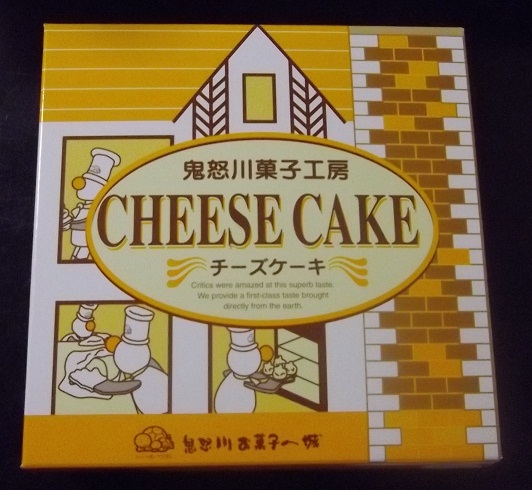 鬼怒川菓子工房
CHEESE CAKE
チーズケーキ
Critics were amazed at this superb taste.
We provide a first-class taste brought
directly from the earth.
鬼怒川お菓子の城